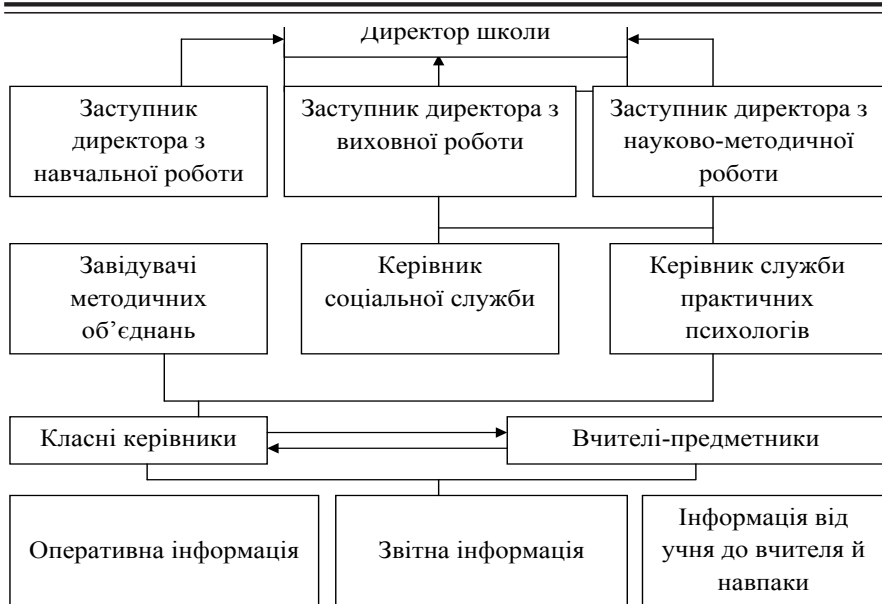 Директор школи
Заступник
директора з
навчальної роботи
Заступник директора з
виховної роботи
Заступник директора з
науково-методичної
роботи
Завідувачі
методичних
об’єднань
Керівник
соціальної служби
Керівник служби
практичних
психологів
Класні керівники
Вчителі-предметники
Оперативна інформація
Звітна інформація
Інформація від
учня до вчителя й
навпаки